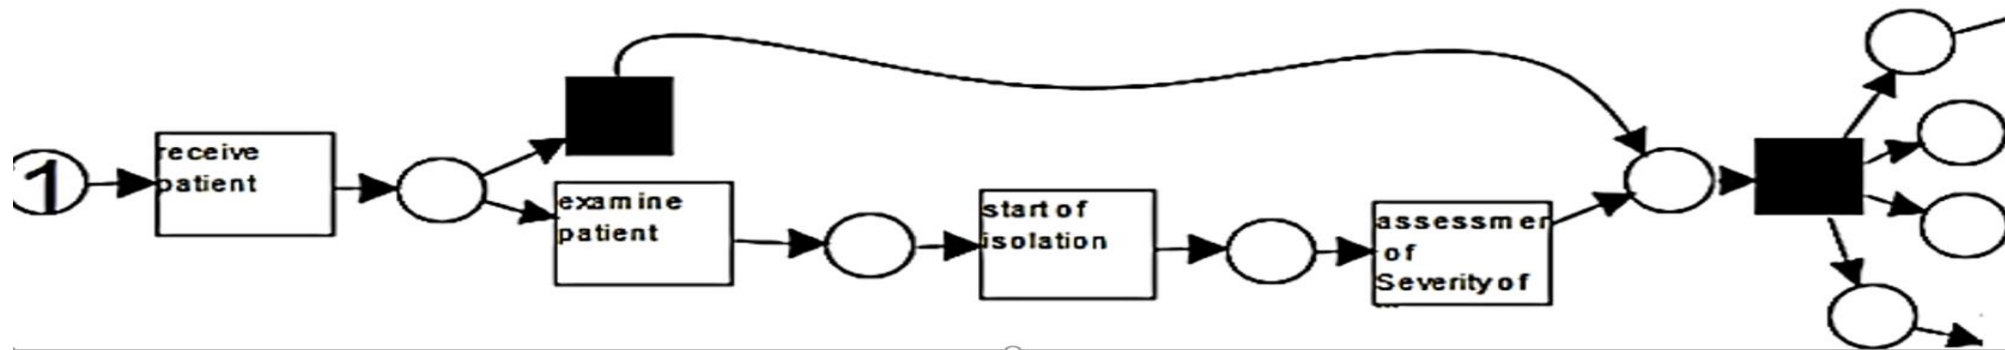 1
receive
patient
examine
patient
start of
isolation
assessmen
of
Severity of
...